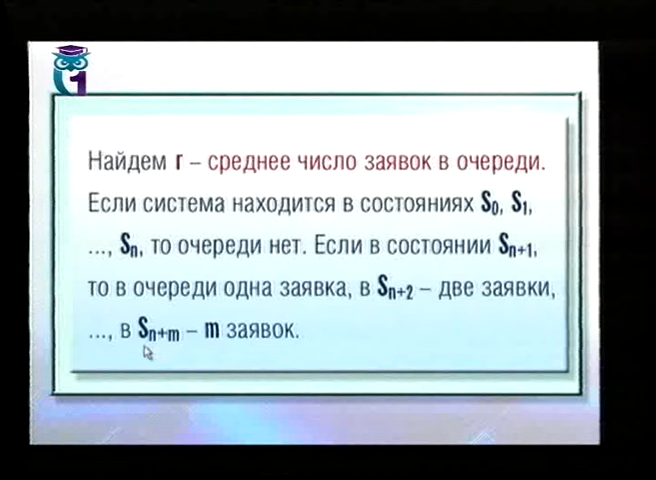 1
Найдем r – среднее число заявок в очереди.
Если система находится в состояниях S₀, S₁,
..., Sₙ, то очереди нет. Если в состоянии Sₙ₊₁,
то в очереди одна заявка, в Sₙ₊₂ – две заявки,
..., в Sₙ₊ₘ – m заявок.